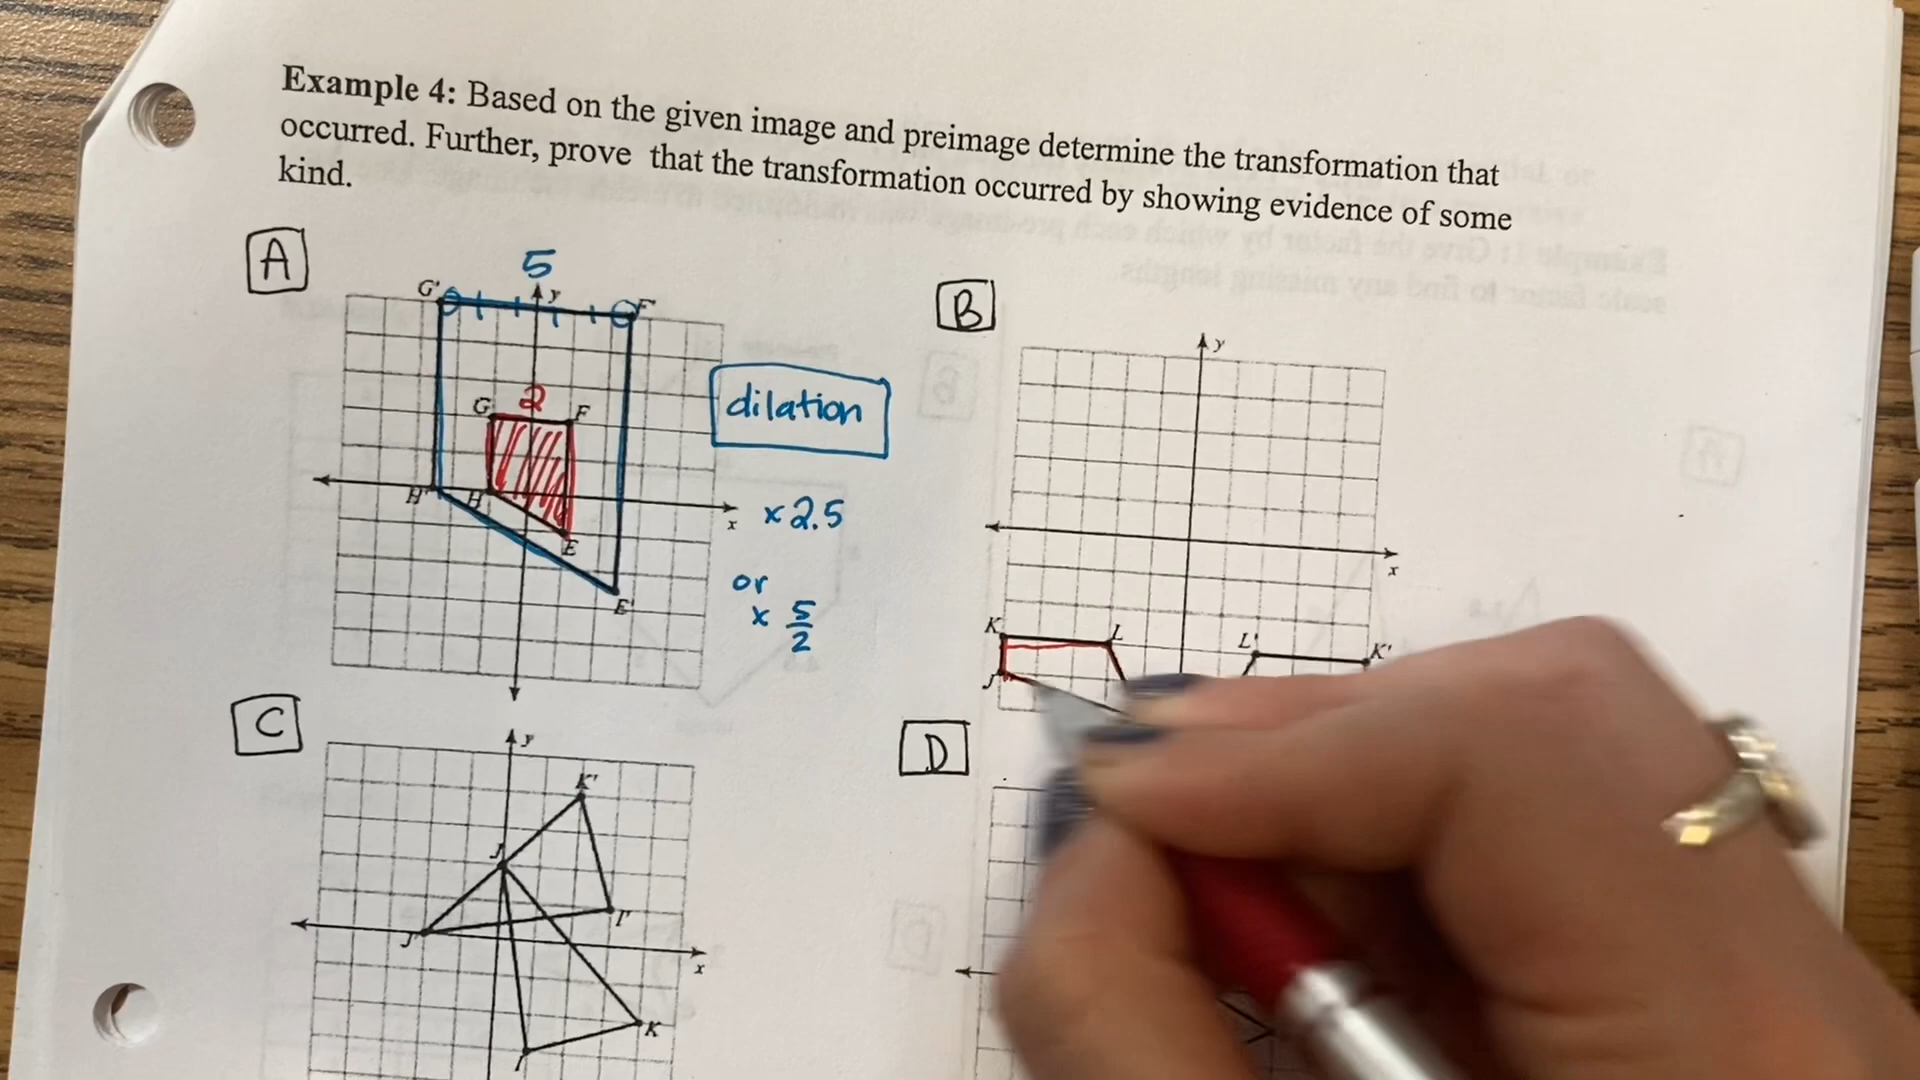 Example 4: Based on the given image and preimage determine the transformation that
occurred. Further, prove that the transformation occurred by showing evidence of some
kind.
A
5
G'
y
F'
G
2
F
dilation
H'
H
x
x 2.5
E
or
E'
x 5/2
B
y
x
K
L
L'
K'
J
C
y
K'
J
I'
J'
x
K
I
D